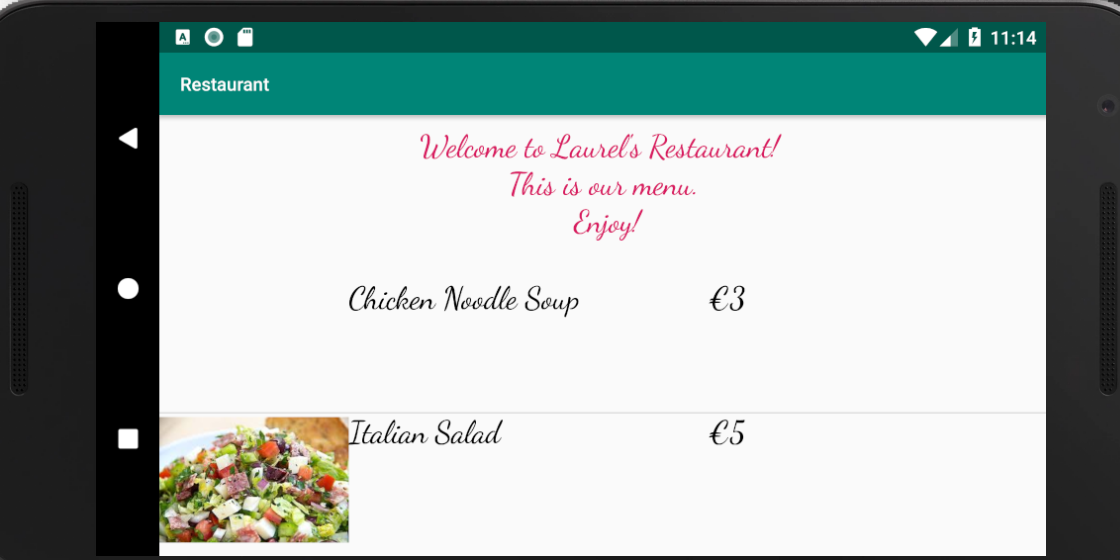 11:14
Restaurant
Welcome to Laurel's Restaurant!
This is our menu.
Enjoy!
Chicken Noodle Soup €3
Italian Salad €5